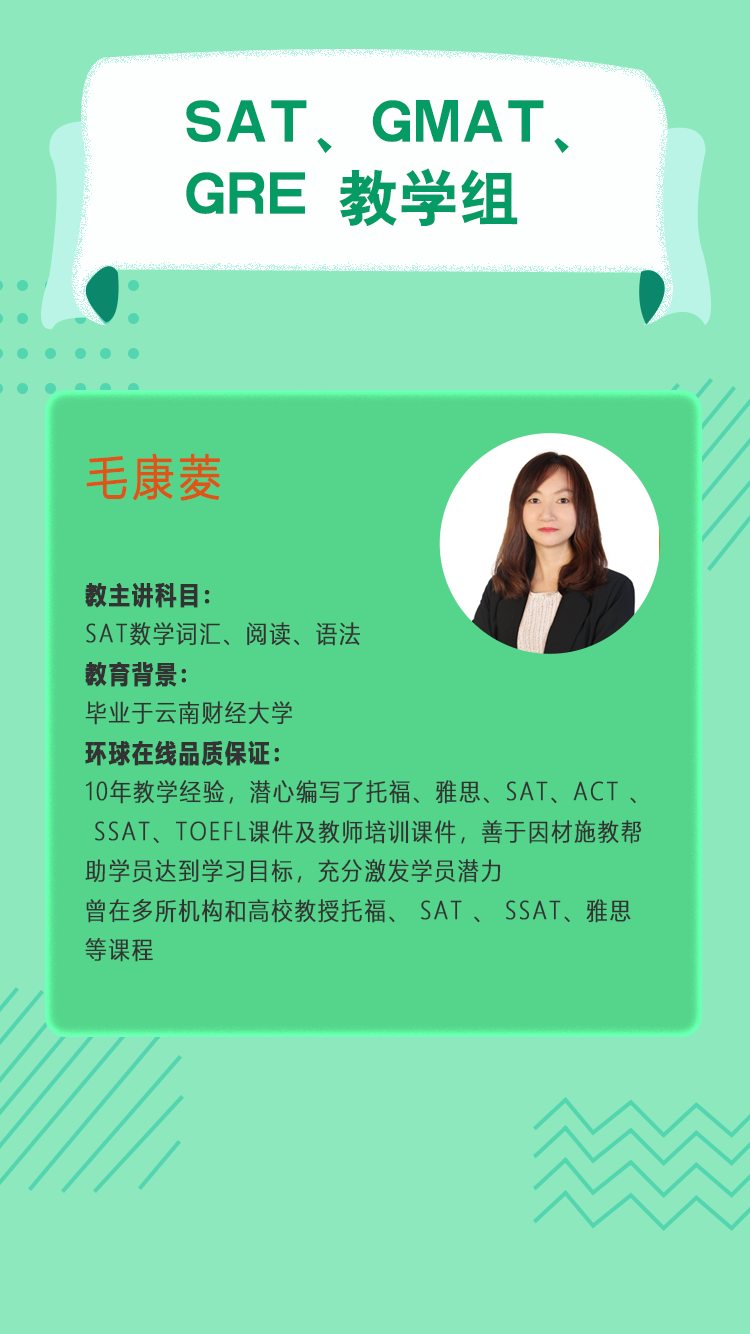 SAT、GMAT、
GRE 教学组
毛康菱
教主讲科目：
SAT数学词汇、阅读、语法
教育背景：
毕业于云南财经大学
环球在线品质保证：
10年教学经验，潜心编写了托福、雅思、SAT、ACT 、
SSAT、TOEFL课件及教师培训课件，善于因材施教帮
助学员达到学习目标，充分激发学员潜力
曾在多所机构和高校教授托福、 SAT 、 SSAT、雅思
等课程